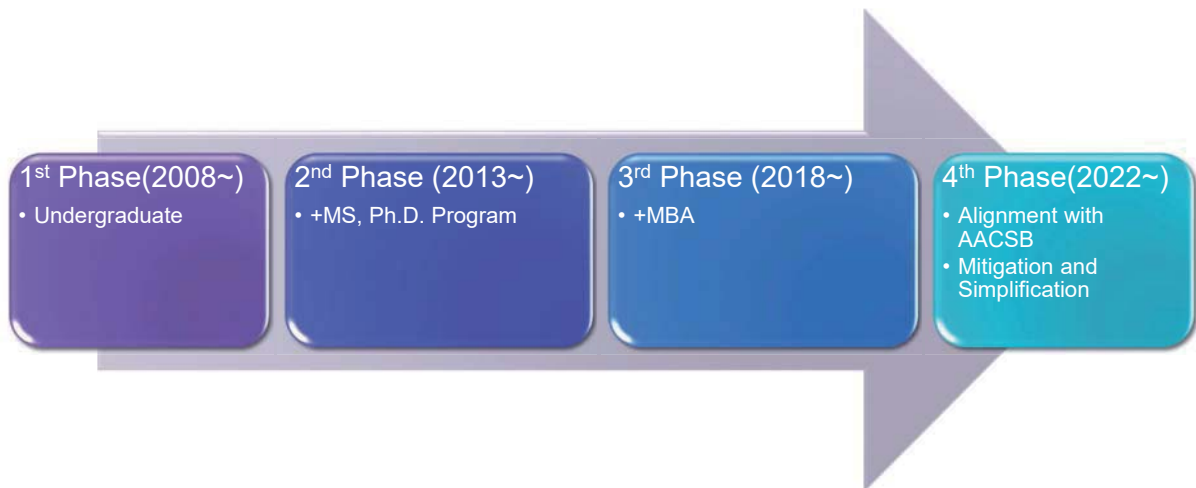 1st Phase(2008~)
• Undergraduate
2nd Phase (2013~)
• +MS, Ph.D. Program
3rd Phase (2018~)
• +MBA
4th Phase(2022~)
• Alignment with
AACSB
• Mitigation and
Simplification